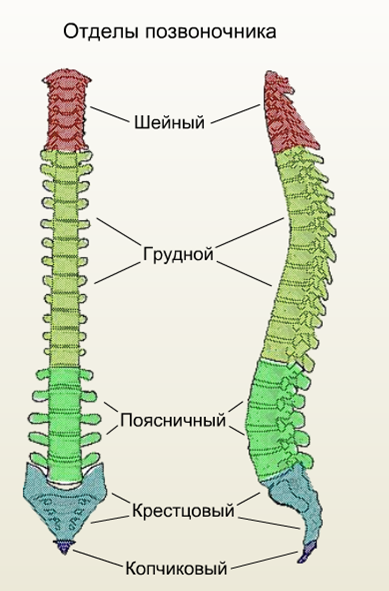 Отделы позвоночника
Шейный
Грудной
Поясничный
Крестцовый
Копчиковый